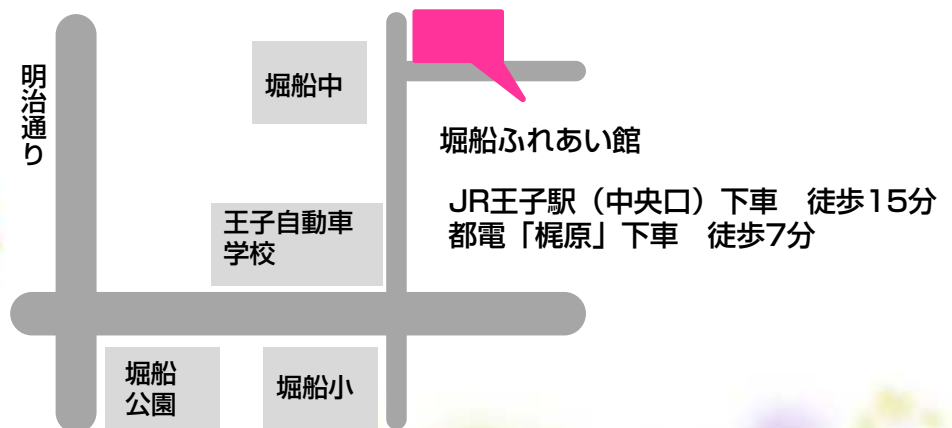 明治通り
堀船中
堀船ふれあい館
JR王子駅（中央口）下車　徒歩15分
都電「梶原」下車　徒歩7分
王子自動車
学校
堀船
公園
堀船小